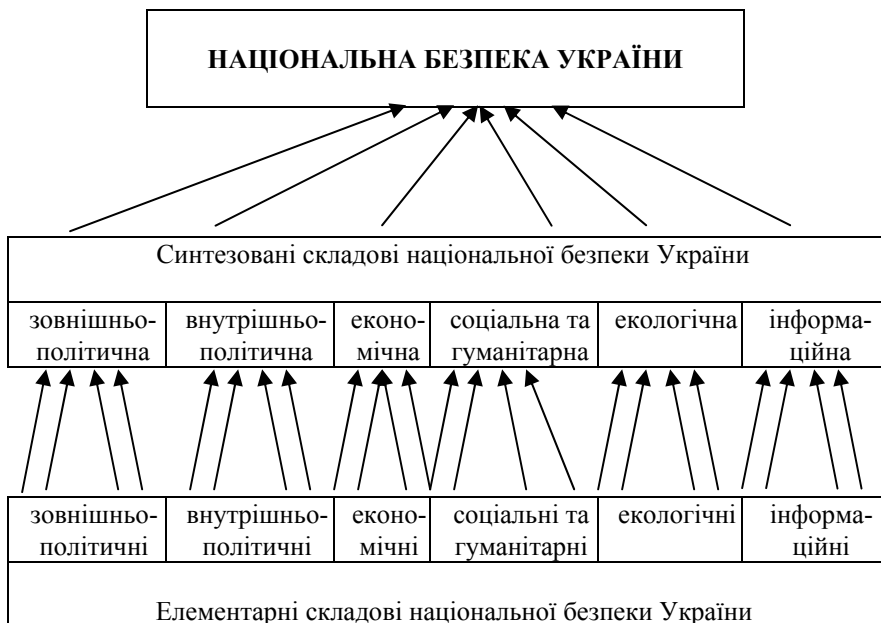 НАЦІОНАЛЬНА БЕЗПЕКА УКРАЇНИ
Синтезовані складові національної безпеки України
зовнішньо-
політична
внутрішньо-
політична
еконо-
мічна
соціальна та
гуманітарна
екологічна
інформа-
ційна
зовнішньо-
політичні
внутрішньо-
політичні
еконо-
мічні
соціальні та
гуманітарні
екологічні
інформа-
ційні
Елементарні складові національної безпеки України